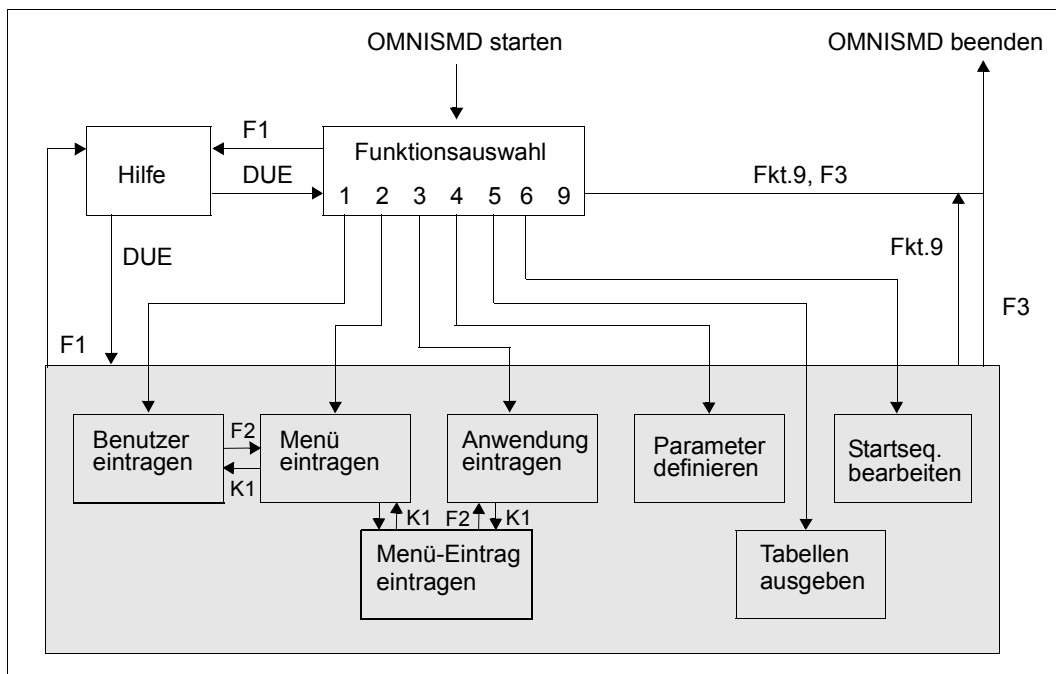 OMNISMD starten
OMNISMD beenden
F1
Funktionsauswahl
Hilfe
DUE
Fkt.9, F3
1 2 3 4 5 6 9
DUE
Fkt.9
F3
F1
Benutzer
eintragen
F2
K1
Menü
eintragen
Anwendung
eintragen
Parameter
definieren
Startseq.
bearbeiten
K1
F2
K1
Menü-Eintrag
eintragen
Tabellen
ausgeben